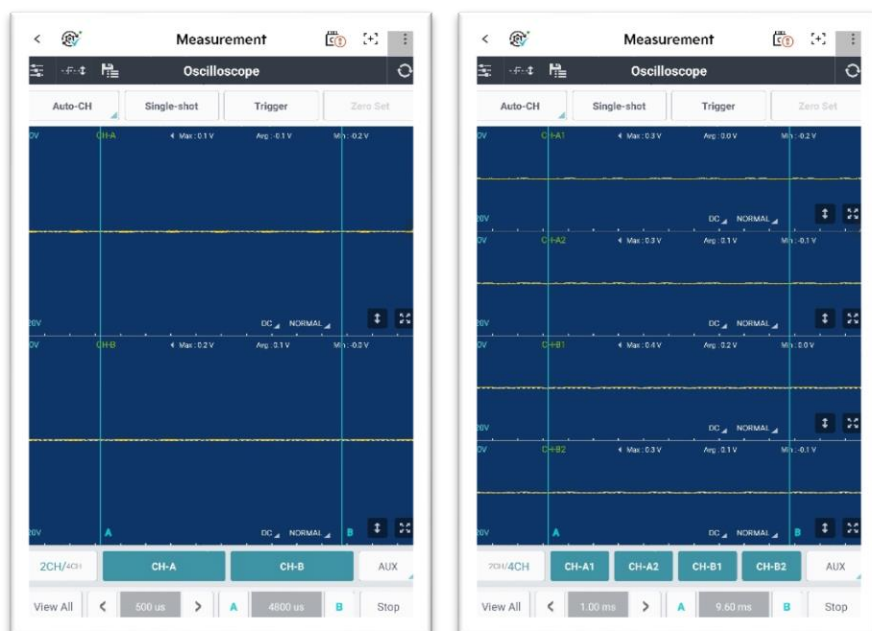 Measurement
Oscilloscope
Auto-CH Single-shot Trigger Zero Set
0V CH-A Max : 0.1 V Avg : -0.1 V Min : -0.2 V
DC NORMAL
CH-B Max : 0.2 V Avg : 0.1 V Min : -0.0 V
A DC NORMAL B
2CH/4CH CH-A CH-B AUX
View All < 500 us > A 4800 us B Stop
Measurement
Oscilloscope
Auto-CH Single-shot Trigger Zero Set
0V CH-A1 Max : 0.3 V Avg : 0.0 V Min : -0.2 V
DC NORMAL
CH-A2 Max : 0.3 V Avg : 0.1 V Min : -0.1 V
DC NORMAL
CH-B1 Max : 0.4 V Avg : 0.2 V Min : 0.0 V
DC NORMAL
CH-B2 Max : 0.3 V Avg : 0.1 V Min : -0.1 V
A DC NORMAL B
2CH/4CH CH-A1 CH-A2 CH-B1 CH-B2 AUX
View All < 1.00 ms > A 9.60 ms B Stop